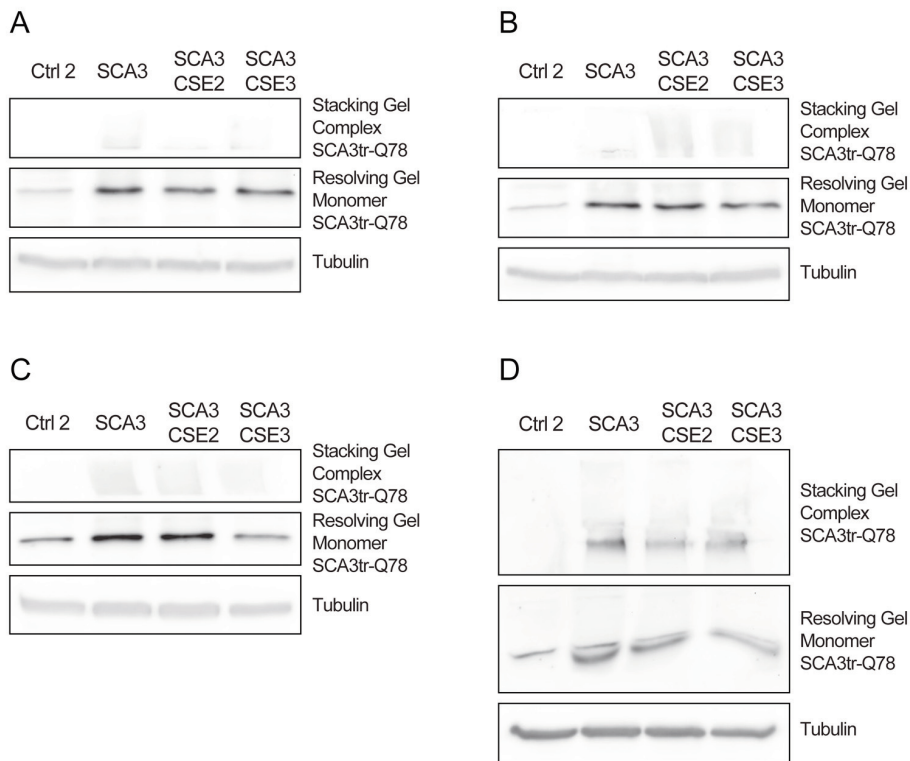 A
Ctrl 2 SCA3 SCA3 CSE2 SCA3 CSE3
Stacking Gel
Complex
SCA3tr-Q78
Resolving Gel
Monomer
SCA3tr-Q78
Tubulin
B
Ctrl 2 SCA3 SCA3 CSE2 SCA3 CSE3
Stacking Gel
Complex
SCA3tr-Q78
Resolving Gel
Monomer
SCA3tr-Q78
Tubulin
C
Ctrl 2 SCA3 SCA3 CSE2 SCA3 CSE3
Stacking Gel
Complex
SCA3tr-Q78
Resolving Gel
Monomer
SCA3tr-Q78
Tubulin
D
Ctrl 2 SCA3 SCA3 CSE2 SCA3 CSE3
Stacking Gel
Complex
SCA3tr-Q78
Resolving Gel
Monomer
SCA3tr-Q78
Tubulin